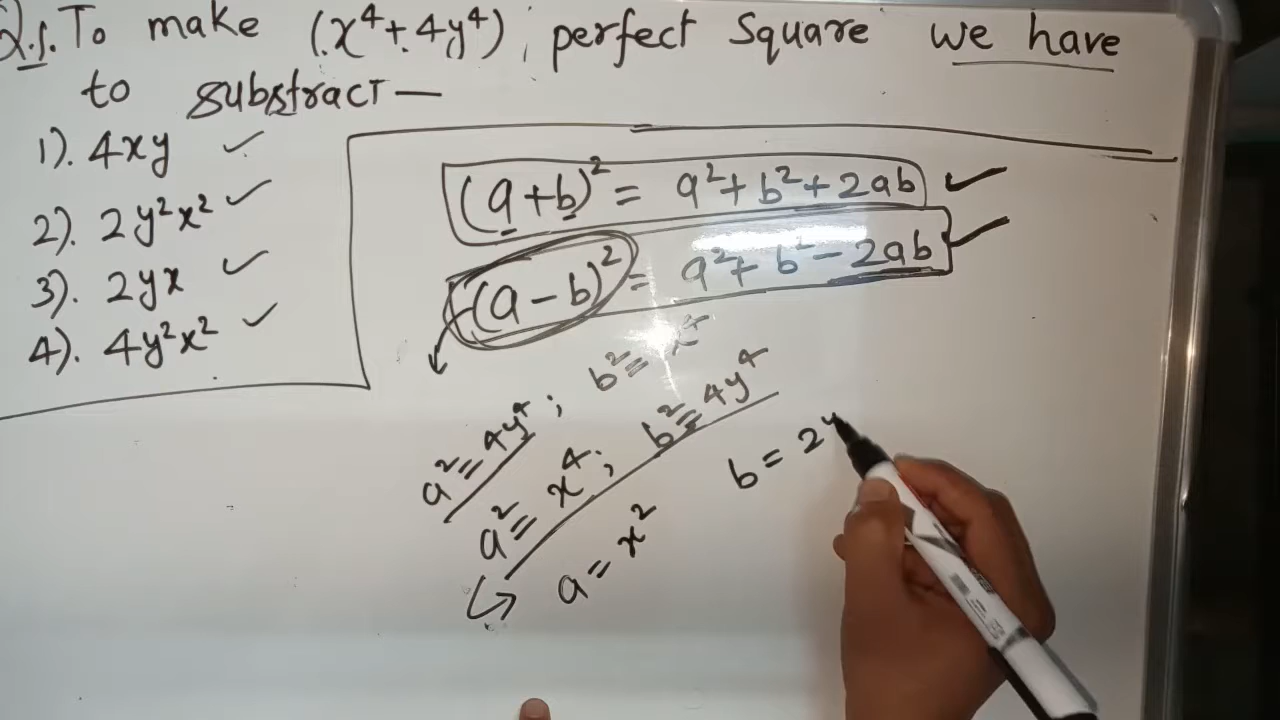 Q.1. To make (x⁴+4y⁴), perfect Square we have
to substract —
1). 4xy ✓
2). 2y²x² ✓
3). 2yx ✓
4). 4y²x² ✓
(a+b)² = a²+b²+2ab ✓
(a-b)² = a²+b²-2ab ✓
a²=4y⁴; b²=x⁴
a²=x⁴; b²=4y⁴
a=x² b=2y